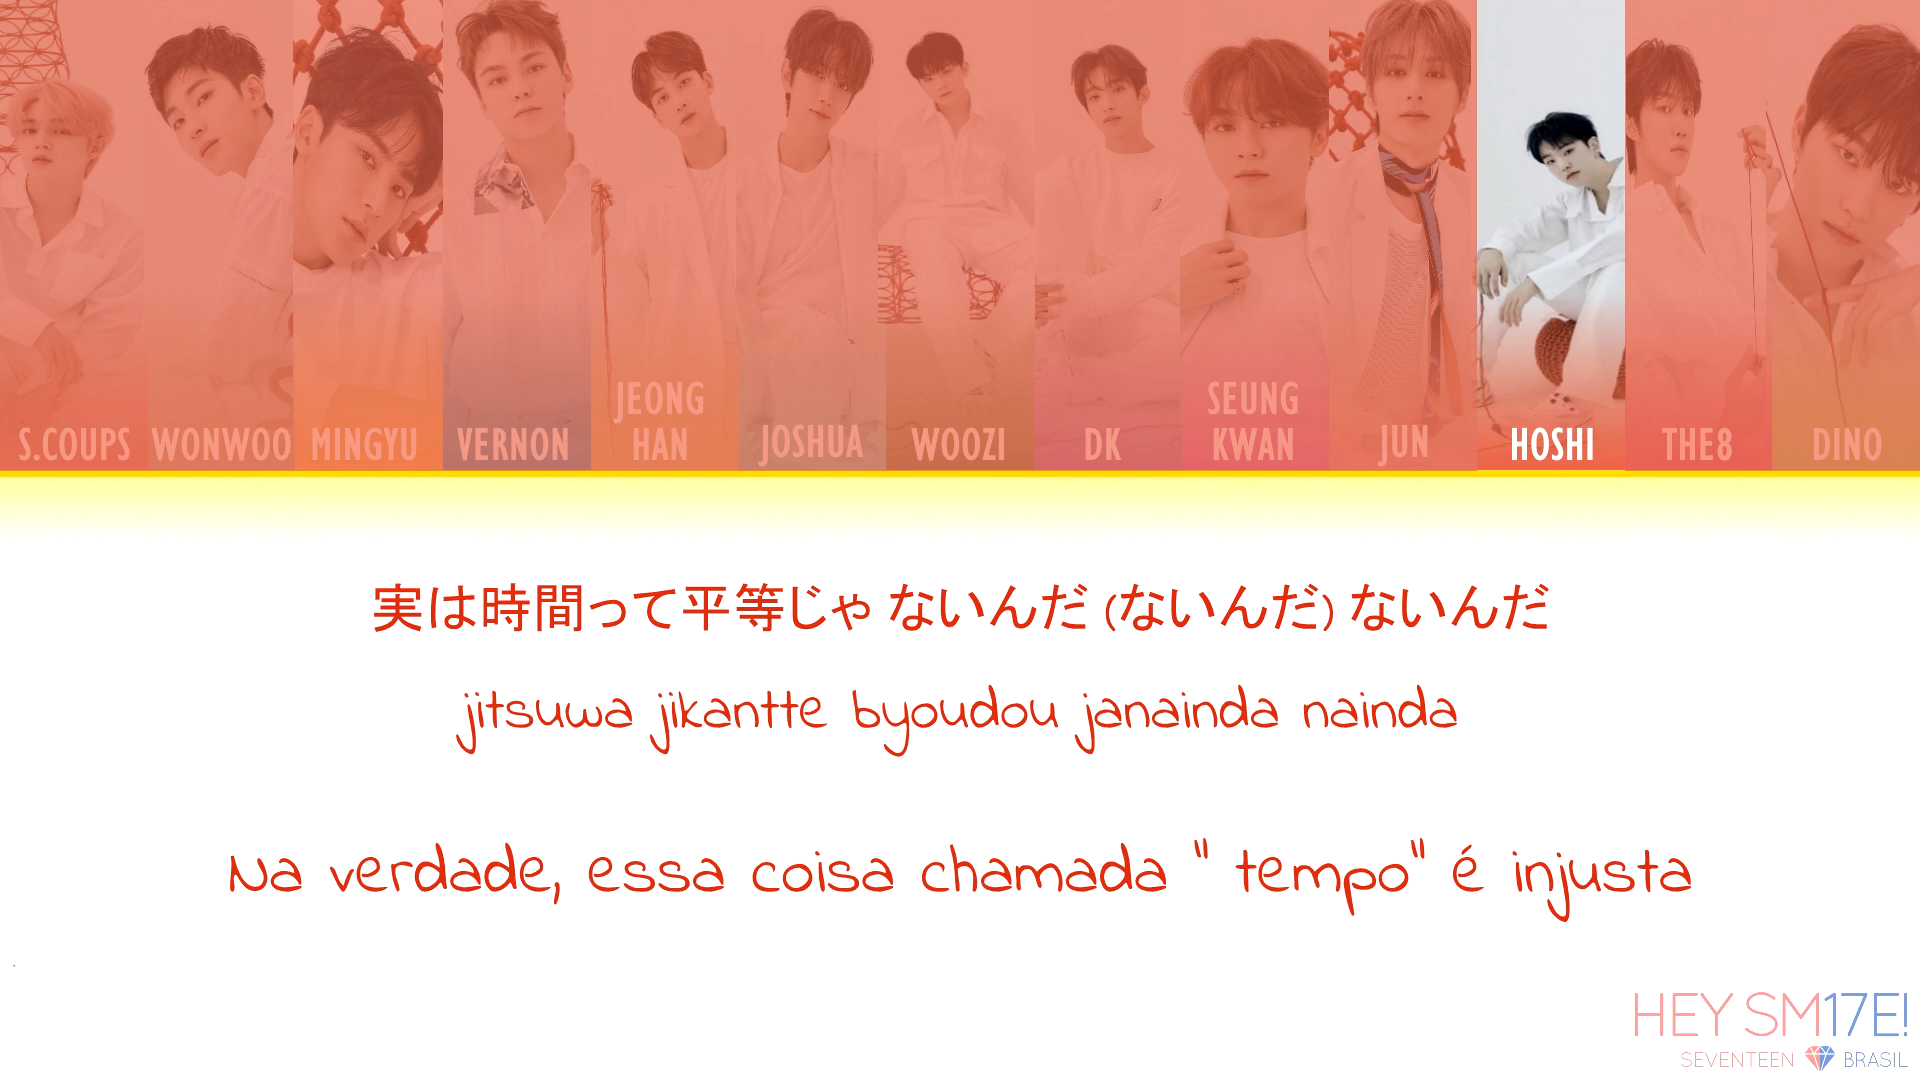 S.COUPS WONWOO MINGYU VERNON JEONG HAN JOSHUA WOOZI DK SEUNG KWAN JUN HOSHI THE8 DINO
実は時間って平等じゃ ないんだ (ないんだ) ないんだ
jitsuwa jikantte byoudou janainda nainda
Na verdade, essa coisa chamada " tempo" é injusta
HEY SM17E!
SEVENTEEN BRASIL